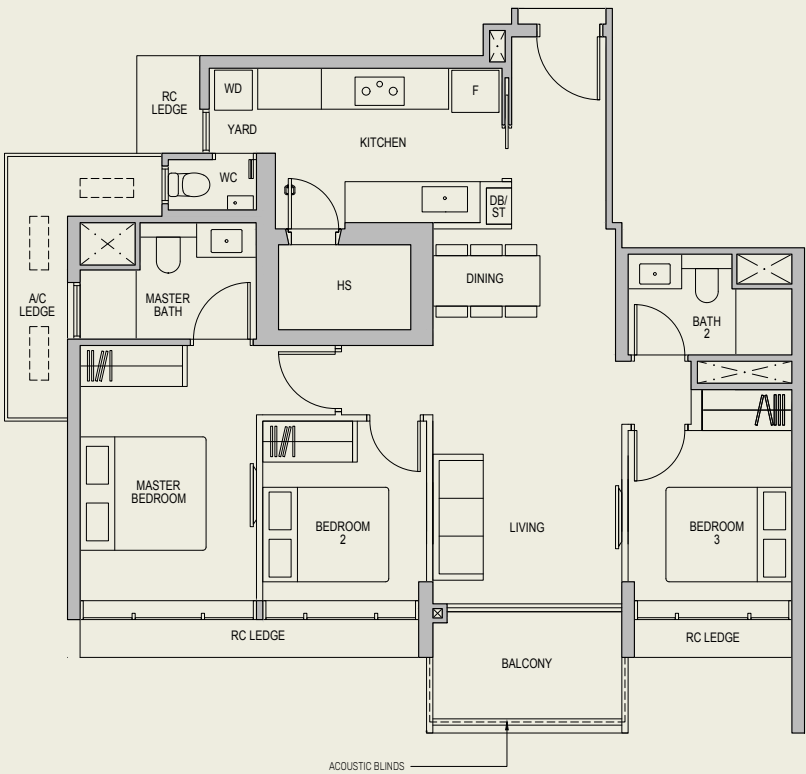 RC
LEDGE
WD
F
YARD
KITCHEN
WC
DB/
ST
A/C
LEDGE
MASTER
BATH
HS
DINING
BATH
2
MASTER
BEDROOM
BEDROOM
2
LIVING
BEDROOM
3
RC LEDGE
RC LEDGE
BALCONY
ACOUSTIC BLINDS